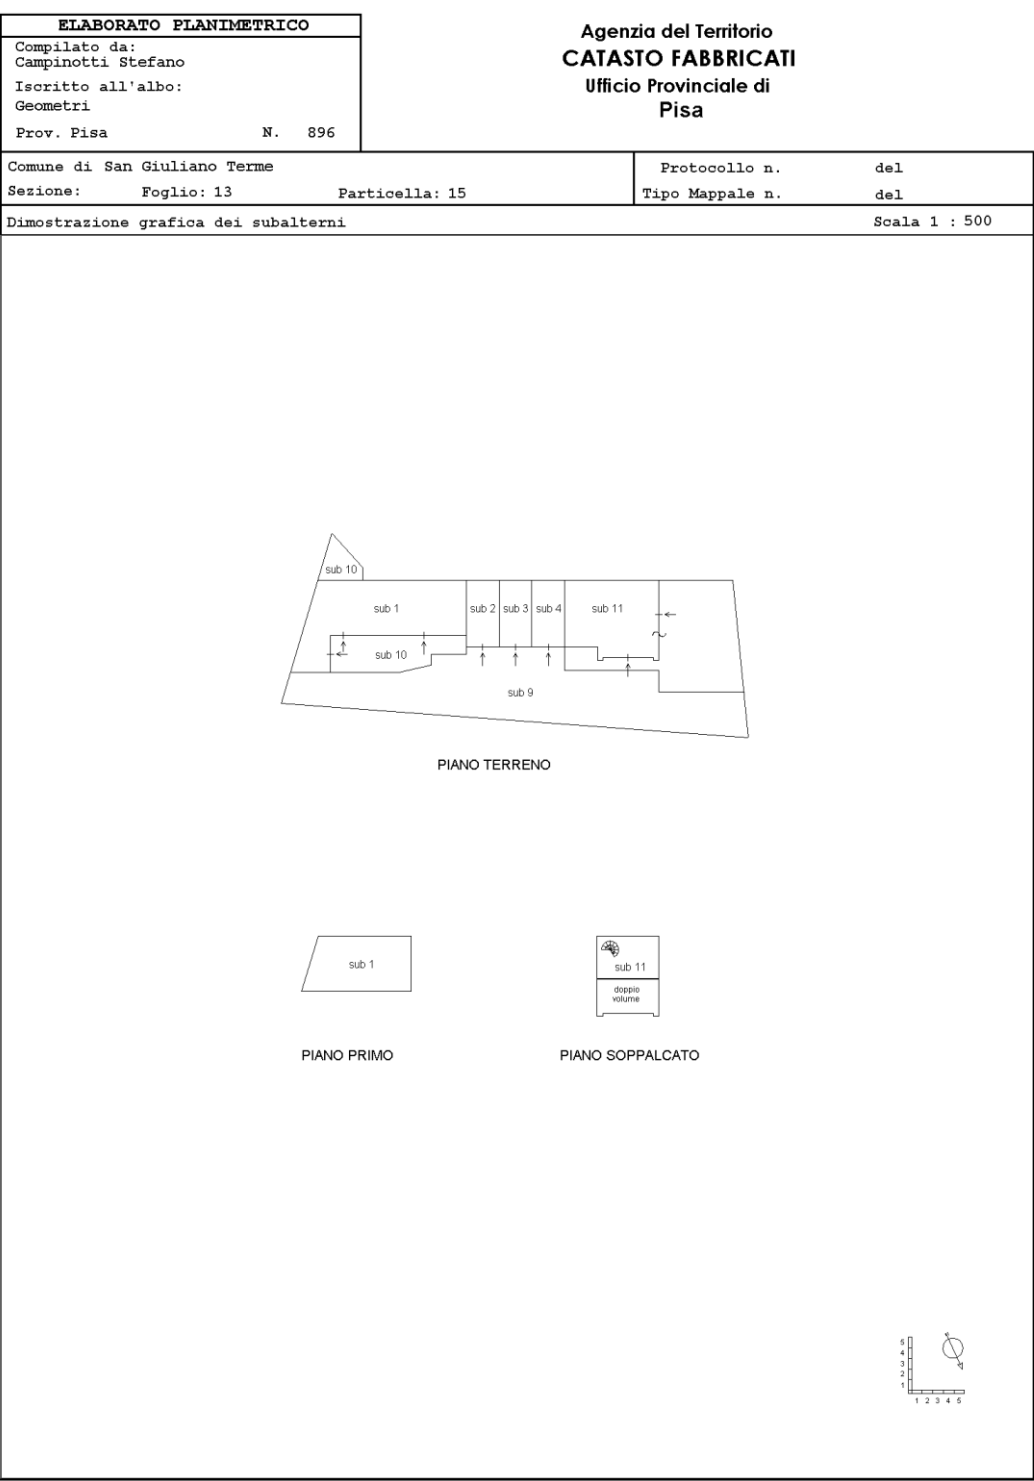 ELABORATO PLANIMETRICO
Compilato da:
Campinotti Stefano
Iscritto all'albo:
Geometri
Prov. Pisa N. 896
Agenzia del Territorio
CATASTO FABBRICATI
Ufficio Provinciale di
Pisa
Comune di San Giuliano Terme
Sezione: Foglio: 13 Particella: 15
Protocollo n. del
Tipo Mappale n. del
Dimostrazione grafica dei subalterni
Scala 1 : 500
sub 10
sub 1
sub 2
sub 3
sub 4
sub 11
sub 10
sub 9
PIANO TERRENO
sub 1
sub 11
doppio
volume
PIANO PRIMO
PIANO SOPPALCATO
5
4
3
2
1
1 2 3 4 5